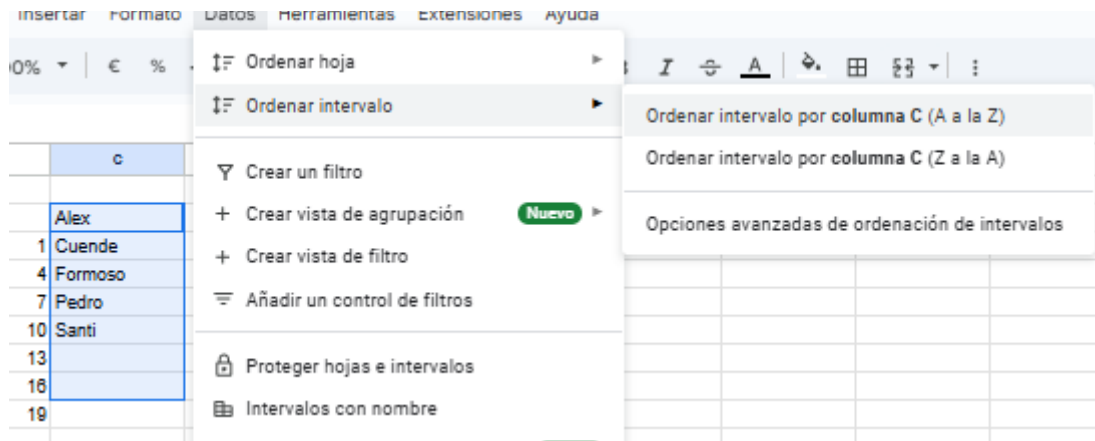 Insertar Formato Datos Herramientas Extensiones Ayuda
00% € % I A
Ordenar hoja
Ordenar intervalo
Ordenar intervalo por columna C (A a la Z)
Ordenar intervalo por columna C (Z a la A)
Opciones avanzadas de ordenación de intervalos
Crear un filtro
Crear vista de agrupación Nuevo
Crear vista de filtro
Añadir un control de filtros
Proteger hojas e intervalos
Intervalos con nombre
C
Alex
1 Cuende
4 Formoso
7 Pedro
10 Santi
13
16
19